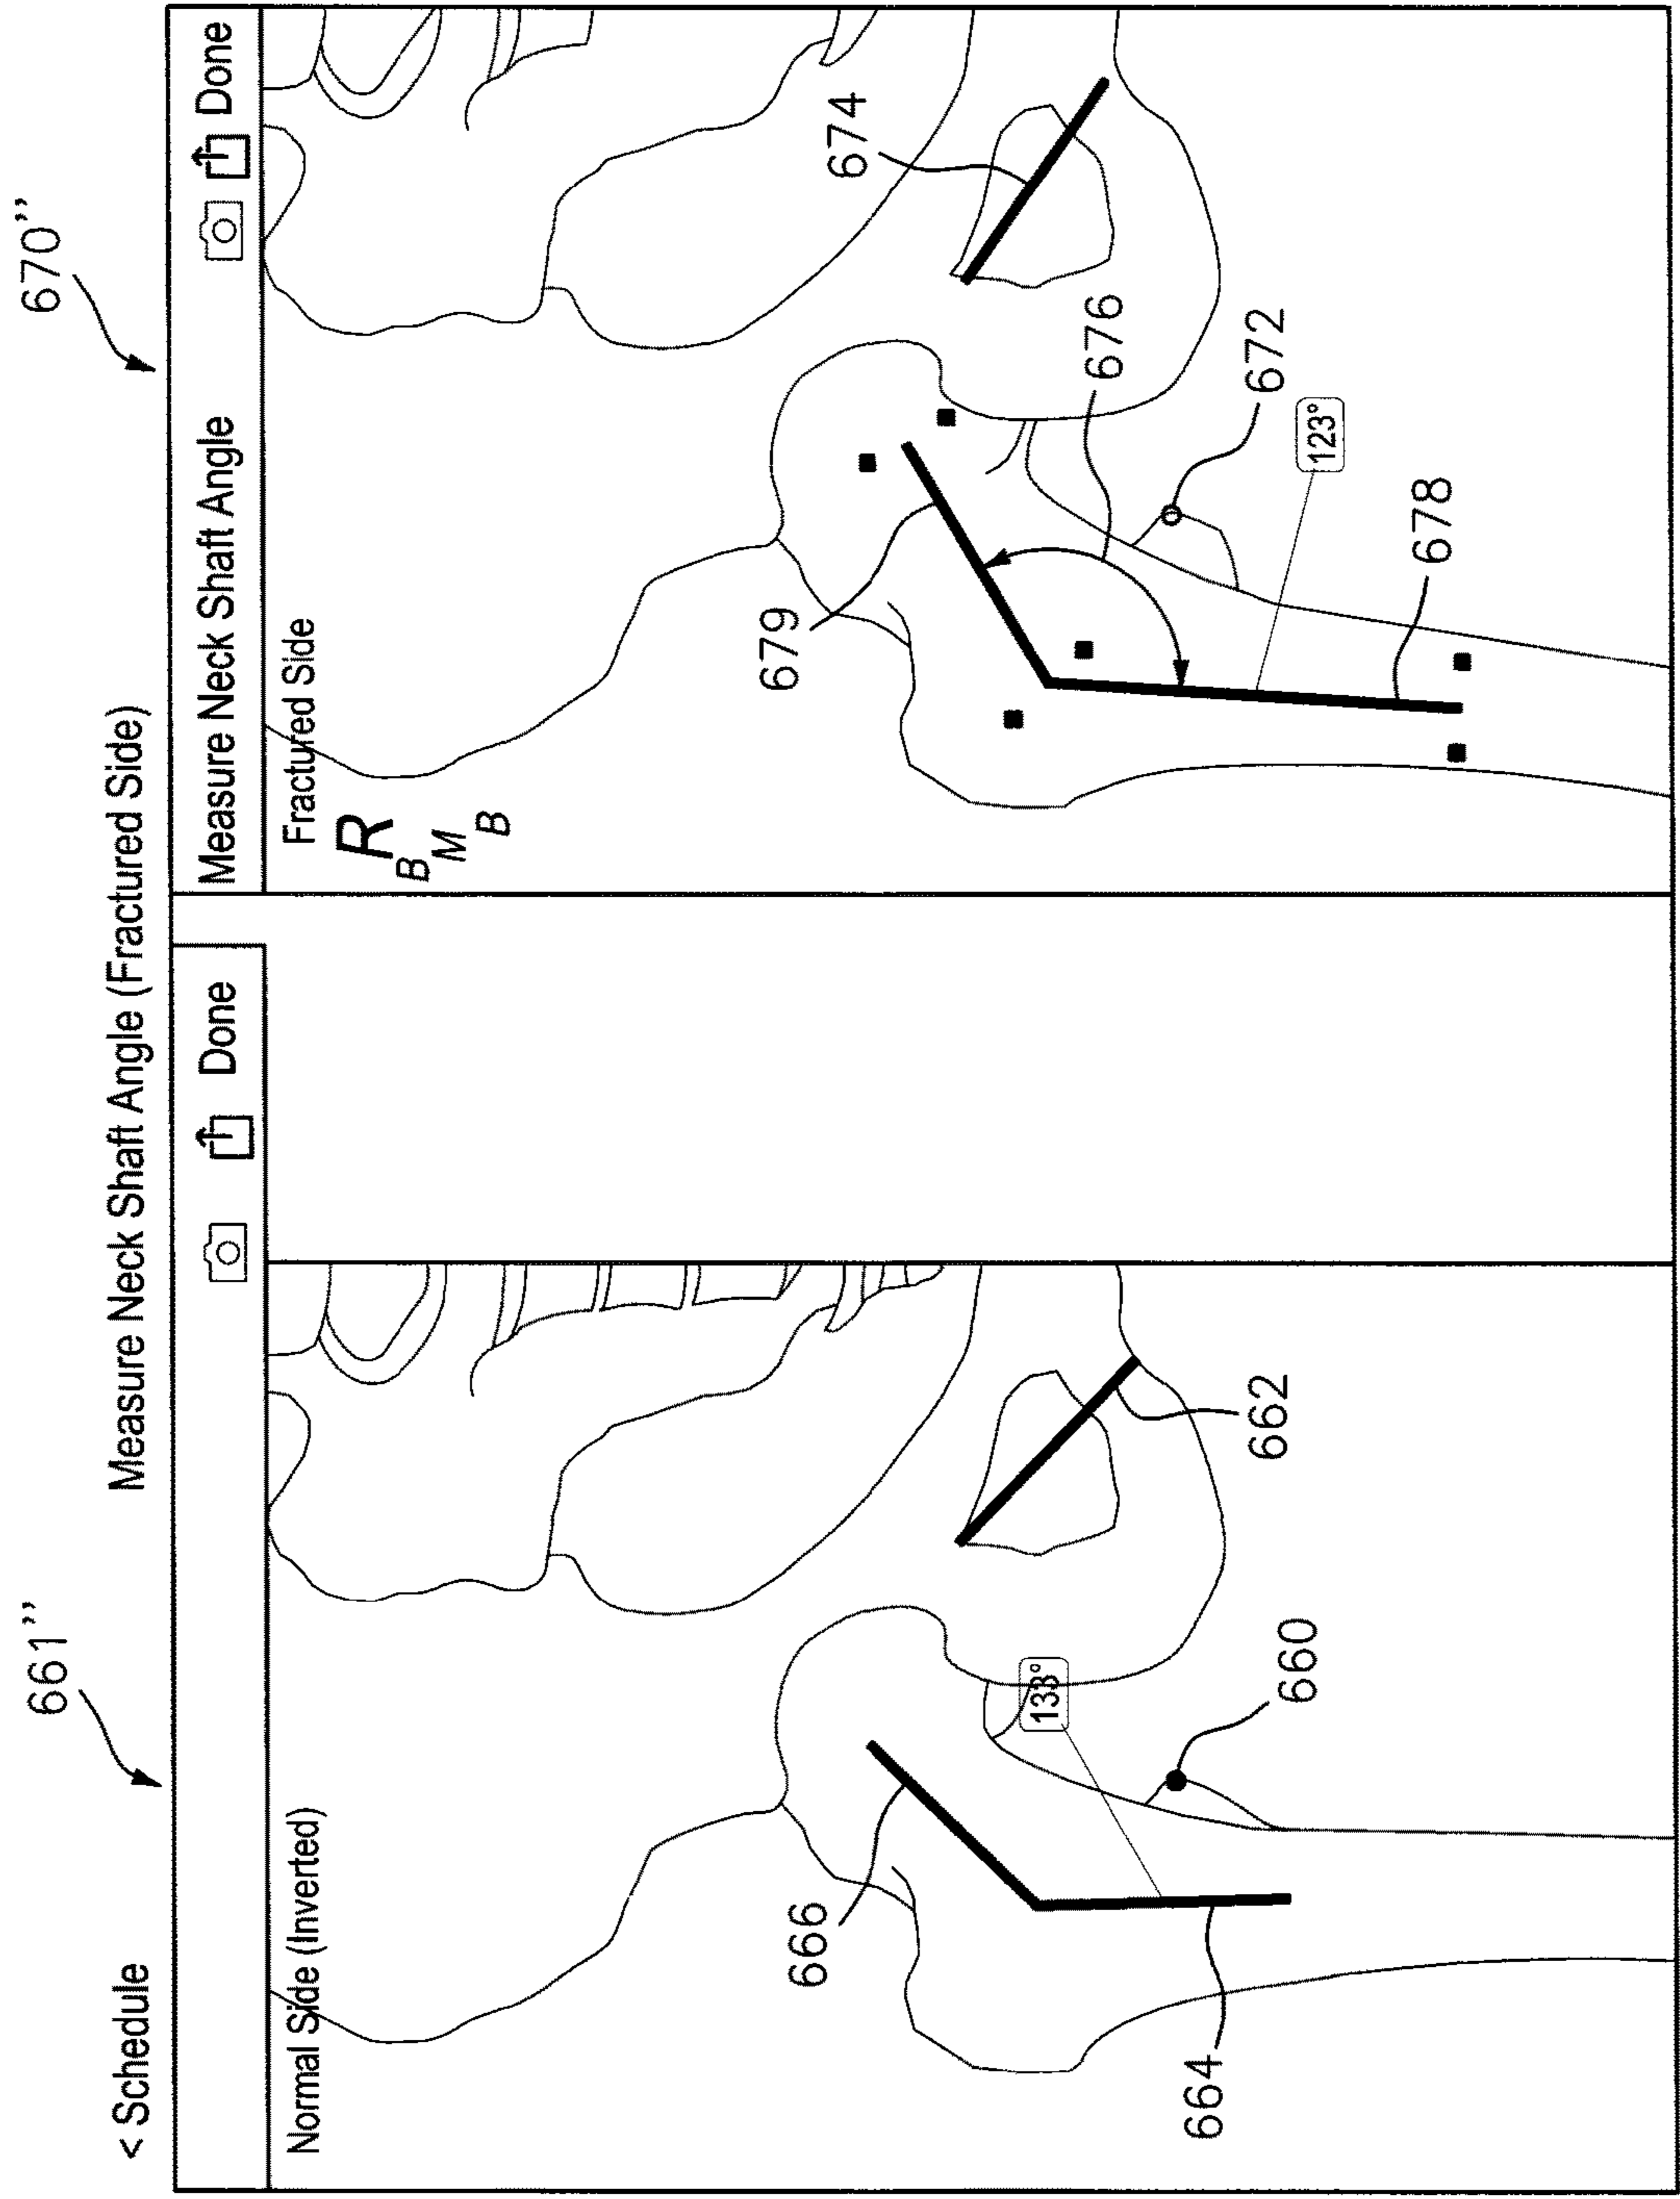 661’’
670’’
< Schedule
Measure Neck Shaft Angle (Fractured Side)
Done
Measure Neck Shaft Angle
Done
Normal Side (Inverted)
Fractured Side
R
B
M
B
666
664
133°
660
662
679
674
676
672
123°
678